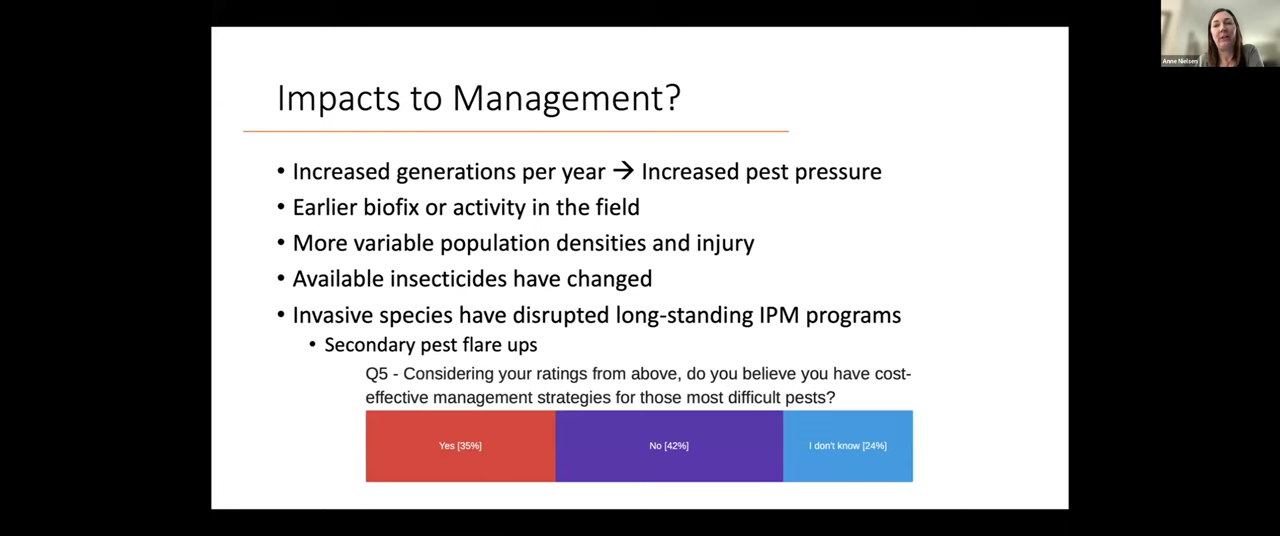 Anne Nielsen
Impacts to Management?
• Increased generations per year → Increased pest pressure
• Earlier biofix or activity in the field
• More variable population densities and injury
• Available insecticides have changed
• Invasive species have disrupted long-standing IPM programs
• Secondary pest flare ups
Q5 - Considering your ratings from above, do you believe you have cost-
effective management strategies for those most difficult pests?
Yes [35%]
No [42%]
I don't know [24%]